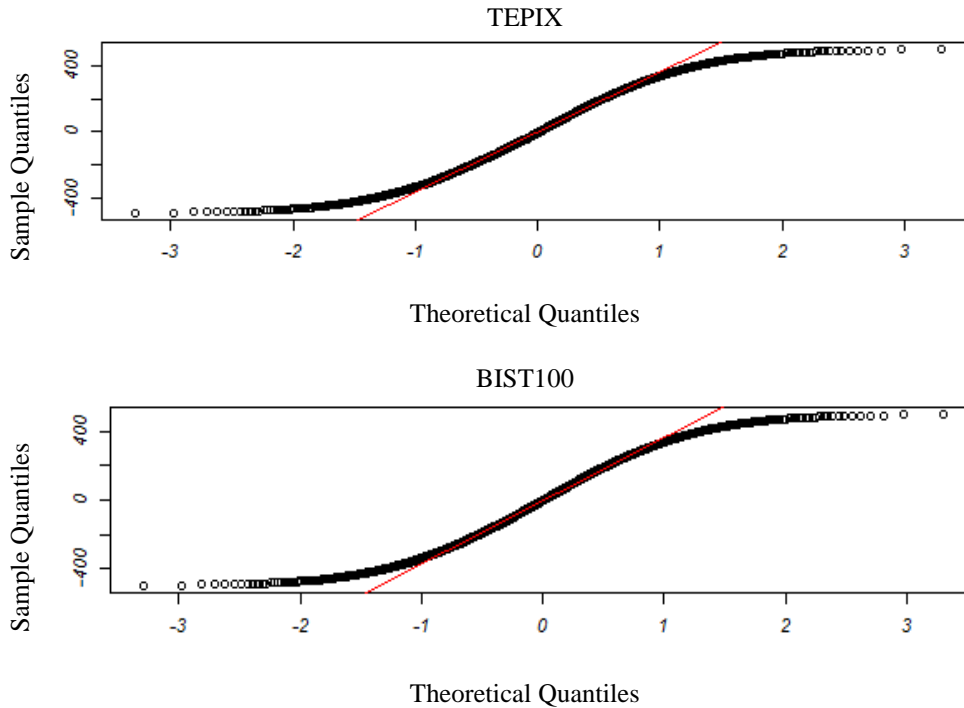 TEPIX
Sample Quantiles
400
0
-400
-3 -2 -1 0 1 2 3
Theoretical Quantiles
BIST100
Sample Quantiles
400
0
-400
-3 -2 -1 0 1 2 3
Theoretical Quantiles